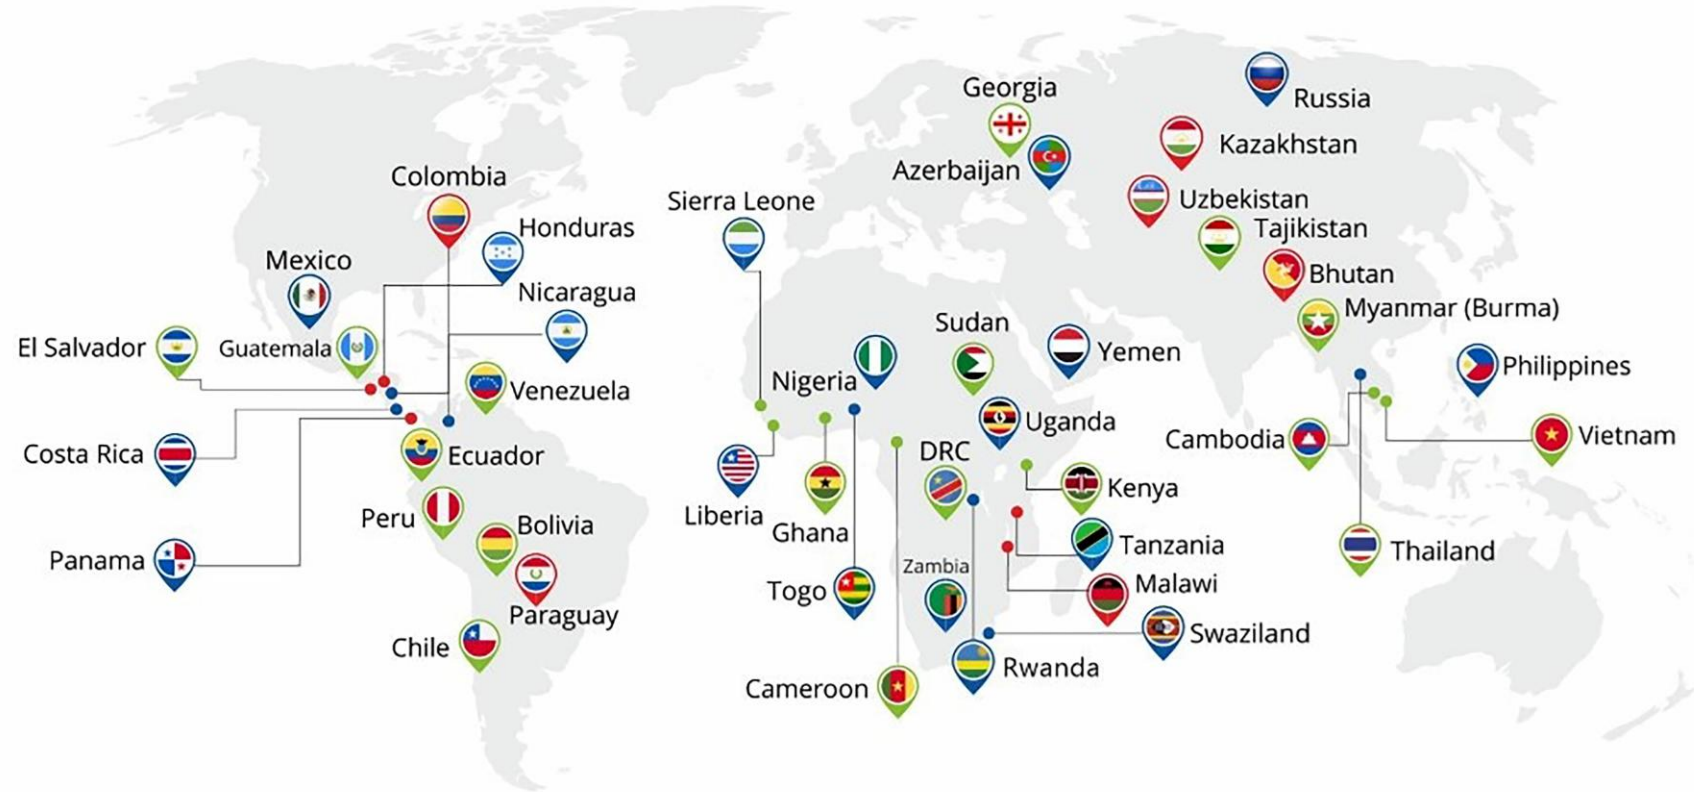 Georgia
Russia
Kazakhstan
Azerbaijan
Colombia
Sierra Leone
Uzbekistan
Honduras
Tajikistan
Mexico
Bhutan
Nicaragua
Myanmar (Burma)
Sudan
El Salvador
Guatemala
Yemen
Philippines
Nigeria
Venezuela
Uganda
Cambodia
Vietnam
Costa Rica
Ecuador
DRC
Kenya
Peru
Liberia
Bolivia
Ghana
Tanzania
Thailand
Panama
Zambia
Malawi
Togo
Paraguay
Swaziland
Chile
Rwanda
Cameroon